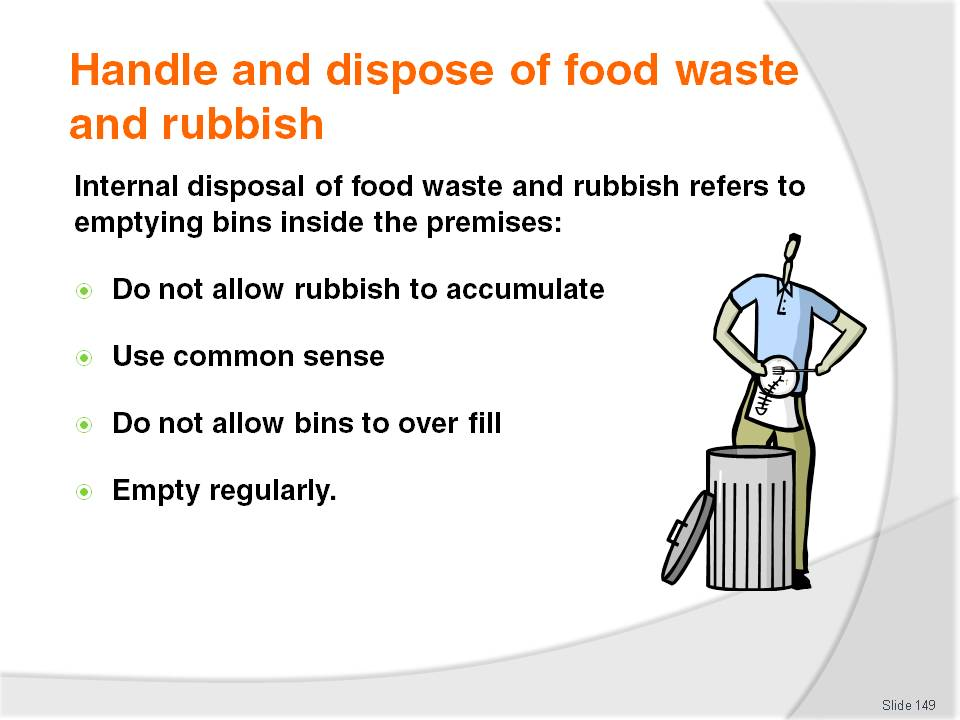 Handle and dispose of food waste
and rubbish
Internal disposal of food waste and rubbish refers to
emptying bins inside the premises:
Do not allow rubbish to accumulate
Use common sense
Do not allow bins to over fill
Empty regularly.
Slide 149